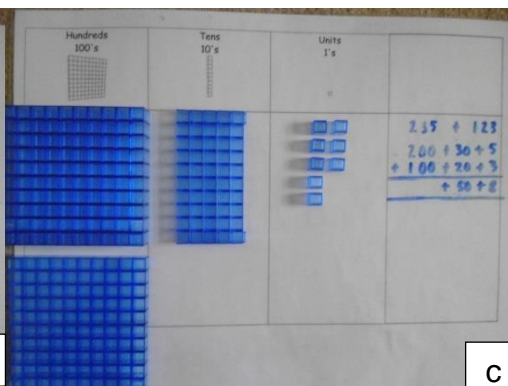 Hundreds
100's
Tens
10's
Units
1's
235 + 123
200 + 30 + 5
+ 100 + 20 + 3
+ 50 + 8
C